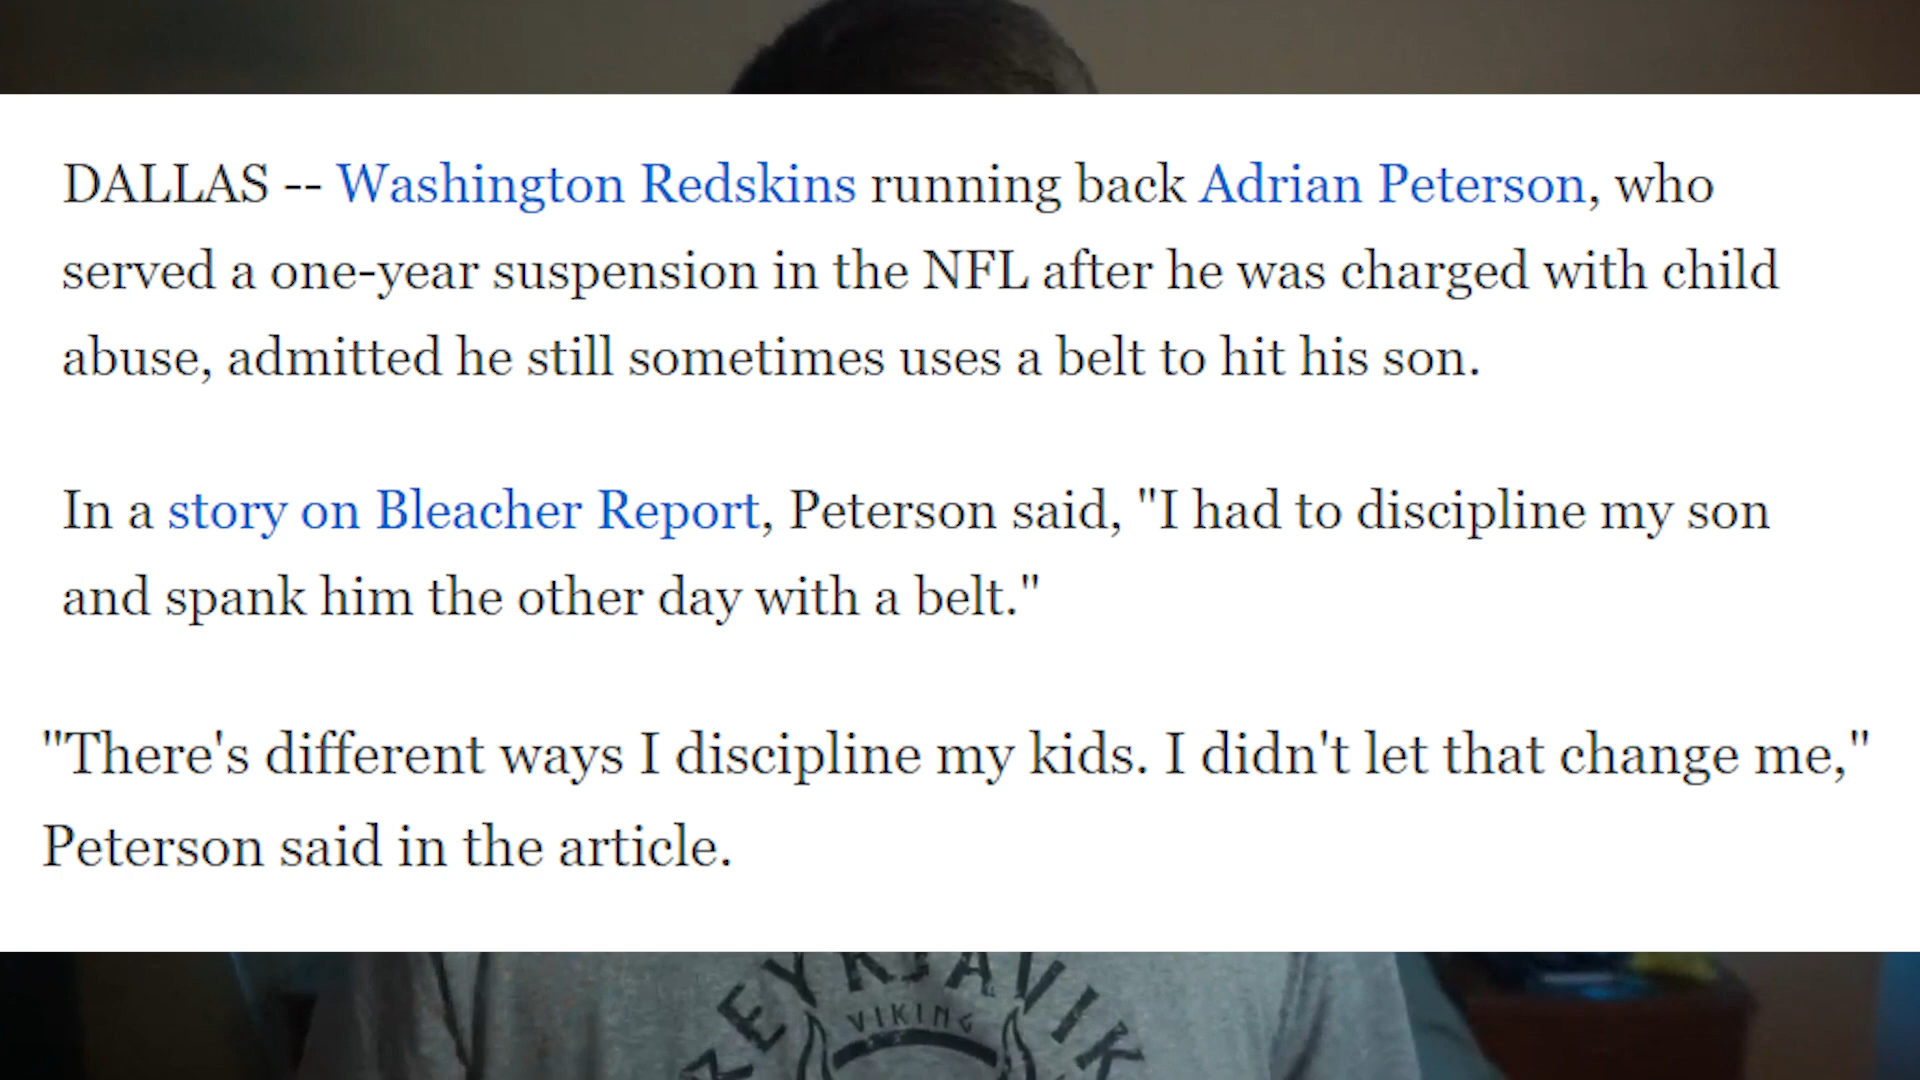 DALLAS -- Washington Redskins running back Adrian Peterson, who
served a one-year suspension in the NFL after he was charged with child
abuse, admitted he still sometimes uses a belt to hit his son.
In a story on Bleacher Report, Peterson said, "I had to discipline my son
and spank him the other day with a belt."
"There's different ways I discipline my kids. I didn't let that change me,"
Peterson said in the article.
REYKJAVIK
VIKING